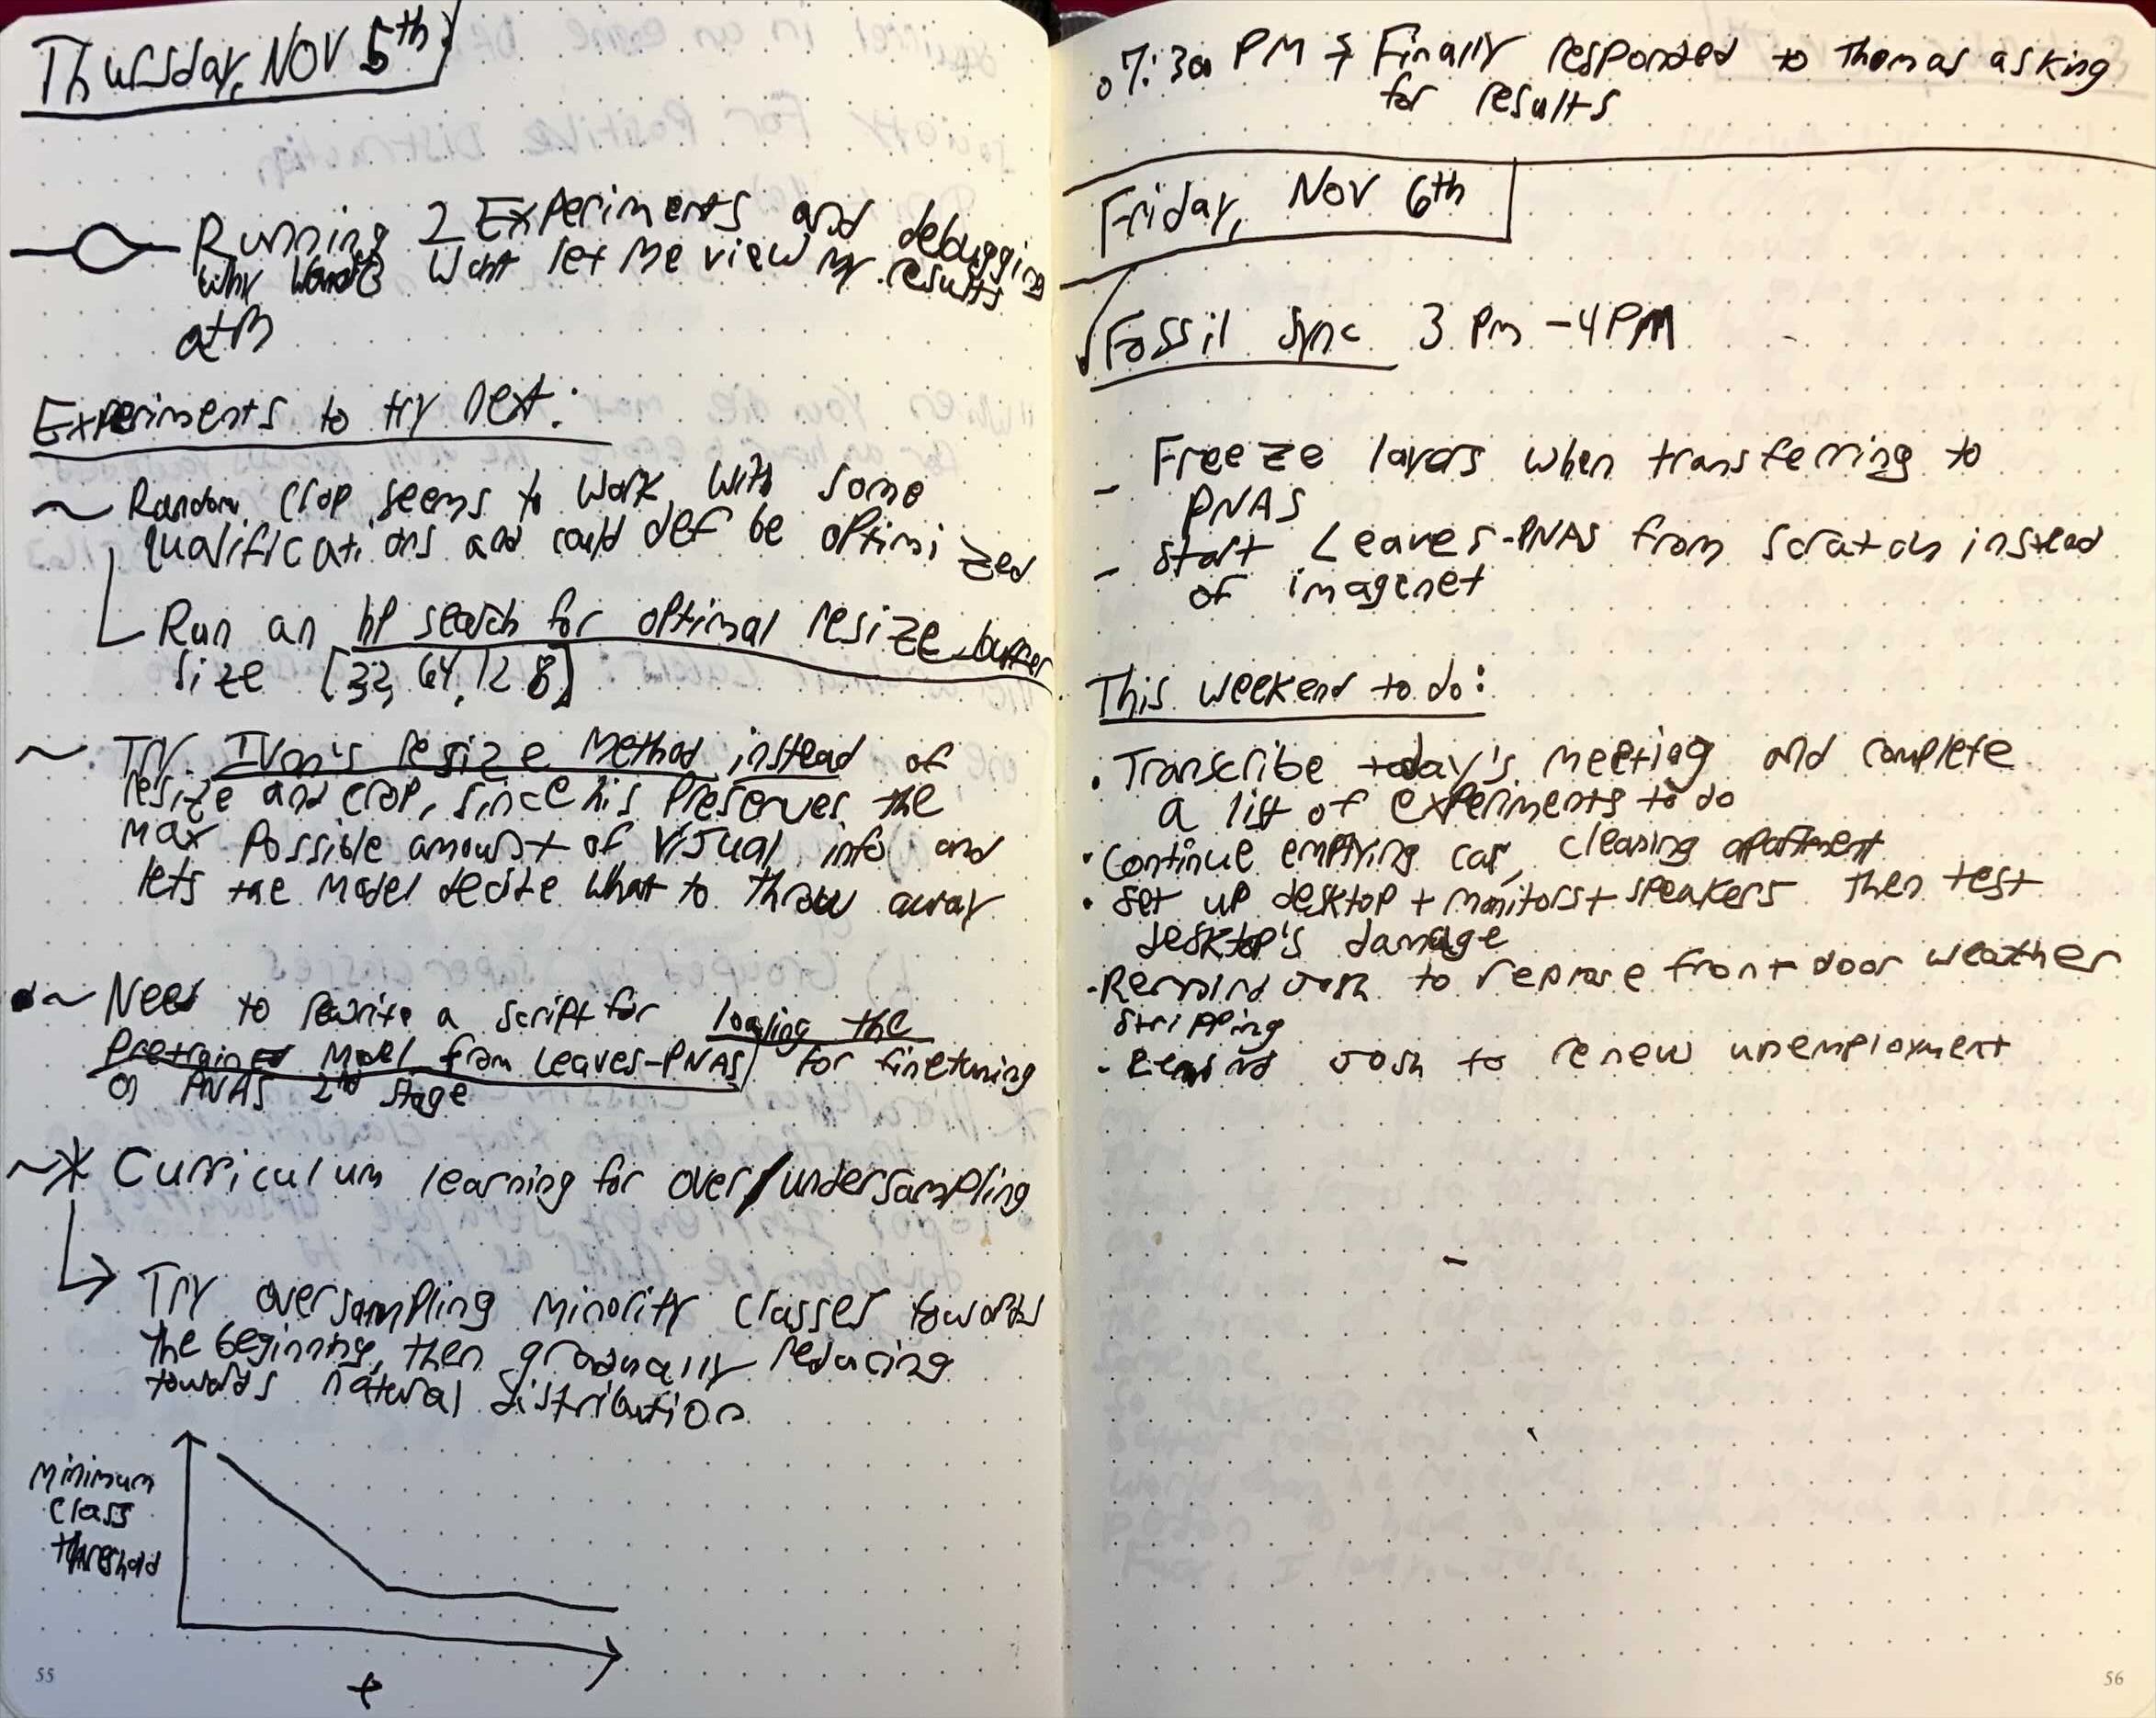 Thursday, Nov 5th
Running 2 Experiments and debugging
why WandB wont let me view my results
atm
Experiments to try next:
~ Random crop seems to work with some
qualifications and could def be optimized
Run an hp search for optimal resize-buffer
size [32, 64, 128]
~ Try Ivan's resize method instead of
resize and crop, since his preserves the
max possible amount of visual info and
lets the model decide what to throw away
~ Need to rewrite a script for loading the
pretrained model from Leaves-PNAS for finetuning
on PNAS 2nd stage
~* Curriculum learning for over/undersampling
Try oversampling minority classes towards
the beginning, then gradually reducing
towards natural distribution
minimum
class
threshold
t
55
7:30 PM Finally responded to Thomas asking
for results
Friday, Nov 6th
Fossil sync 3 PM - 4 PM
- Freeze layers when transferring to
PNAS
- Start Leaves-PNAS from scratch instead
of imagenet
This weekend to do:
• Transcribe today's meeting and complete
a list of experiments to do
• Continue emptying car, cleaning apartment
• Set up desktop + monitors + speakers then test
desktop's damage
- Remind Josh to replace front door weather
stripping
- Remind Josh to renew unemployment
56